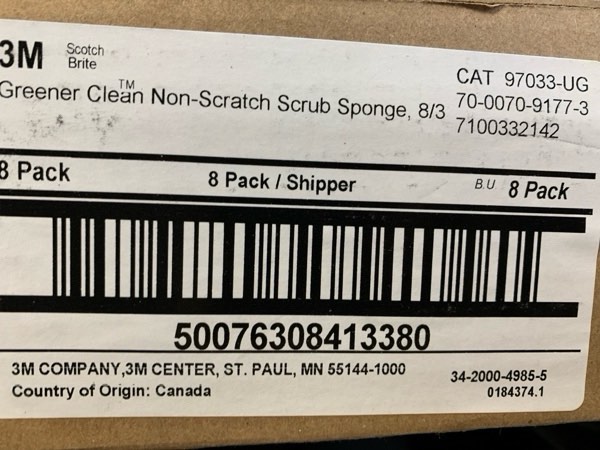 3M Scotch
Brite
CAT 97033-UG
Greener Clean™ Non-Scratch Scrub Sponge, 8/3
70-0070-9177-3
7100332142
8 Pack
8 Pack / Shipper
B.U 8 Pack
50076308413380
3M COMPANY,3M CENTER, ST. PAUL, MN 55144-1000
Country of Origin: Canada
34-2000-4985-5
0184374.1